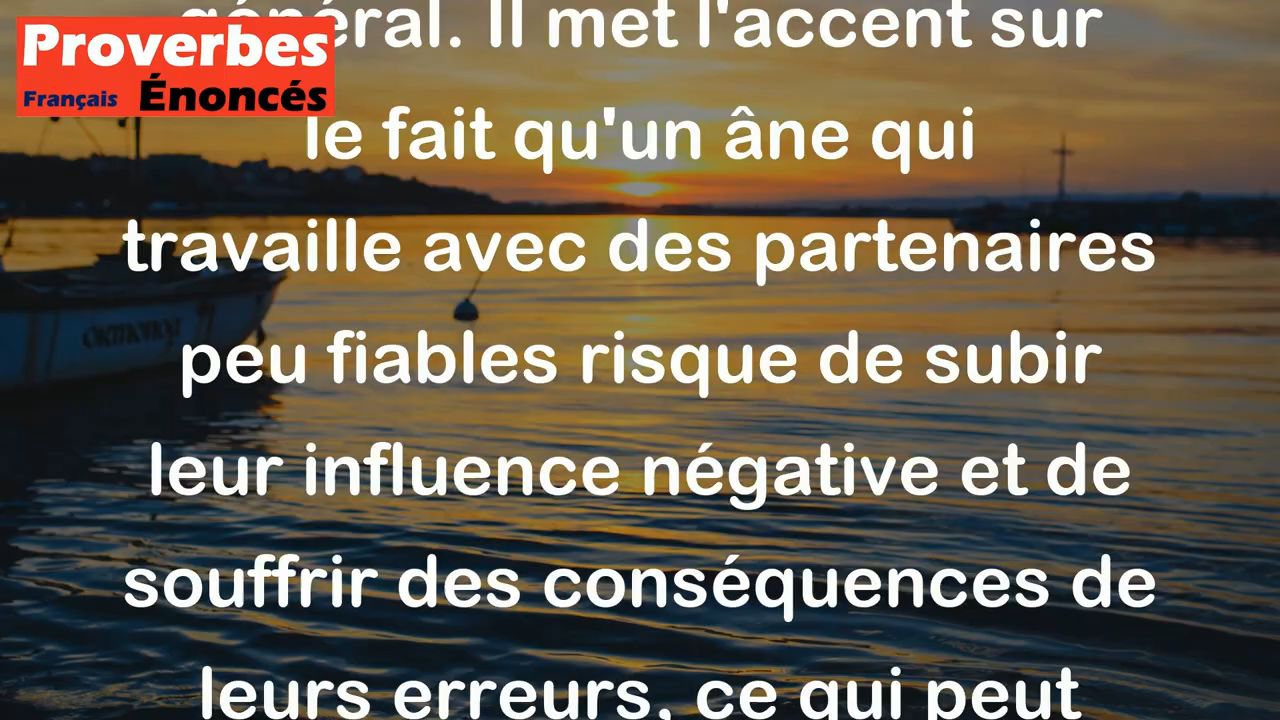 Proverbes
Français Énoncés
général. Il met l'accent sur
le fait qu'un âne qui
travaille avec des partenaires
peu fiables risque de subir
leur influence négative et de
souffrir des conséquences de
leurs erreurs, ce qui peut